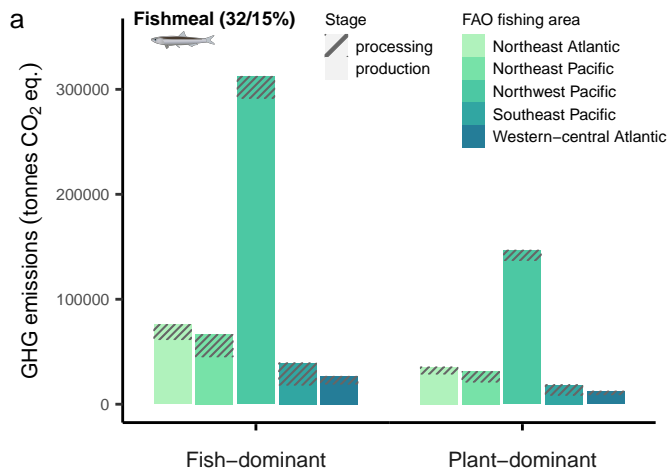 a
Fishmeal (32/15%)
Stage
processing
production
FAO fishing area
Northeast Atlantic
Northeast Pacific
Northwest Pacific
Southeast Pacific
Western−central Atlantic
GHG emissions (tonnes CO₂ eq.)
300000
200000
100000
0
Fish−dominant
Plant−dominant